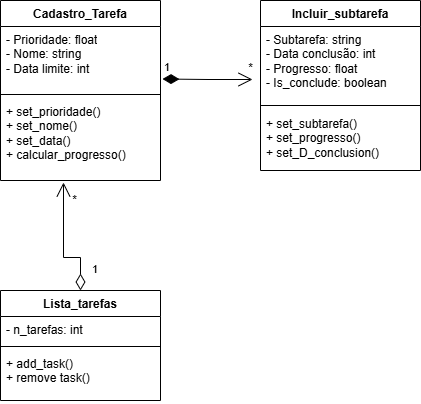 Cadastro_Tarefa
- Prioridade: float
- Nome: string
- Data limite: int
+ set_prioridade()
+ set_nome()
+ set_data()
+ calcular_progresso()
1
*
Incluir_subtarefa
- Subtarefa: string
- Data conclusão: int
- Progresso: float
- Is_conclude: boolean
+ set_subtarefa()
+ set_progresso()
+ set_D_conclusion()
*
1
Lista_tarefas
- n_tarefas: int
+ add_task()
+ remove task()